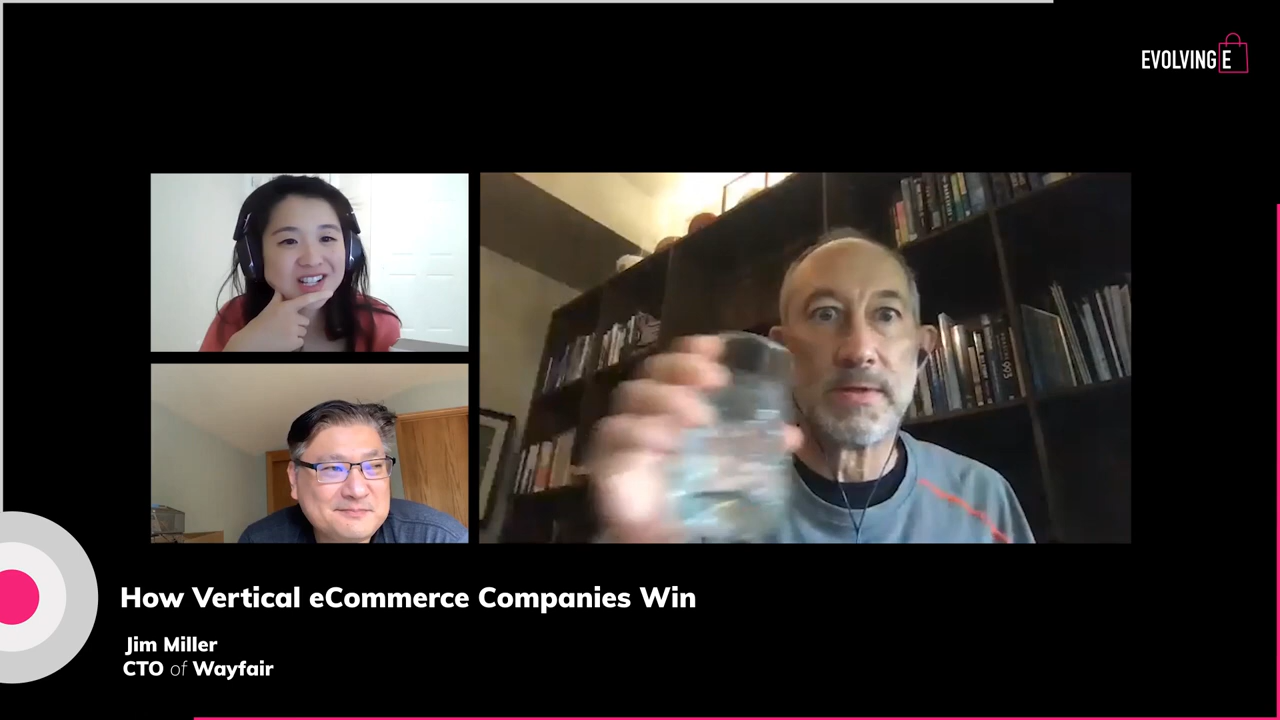 EVOLVING E
How Vertical eCommerce Companies Win
Jim Miller
CTO of Wayfair